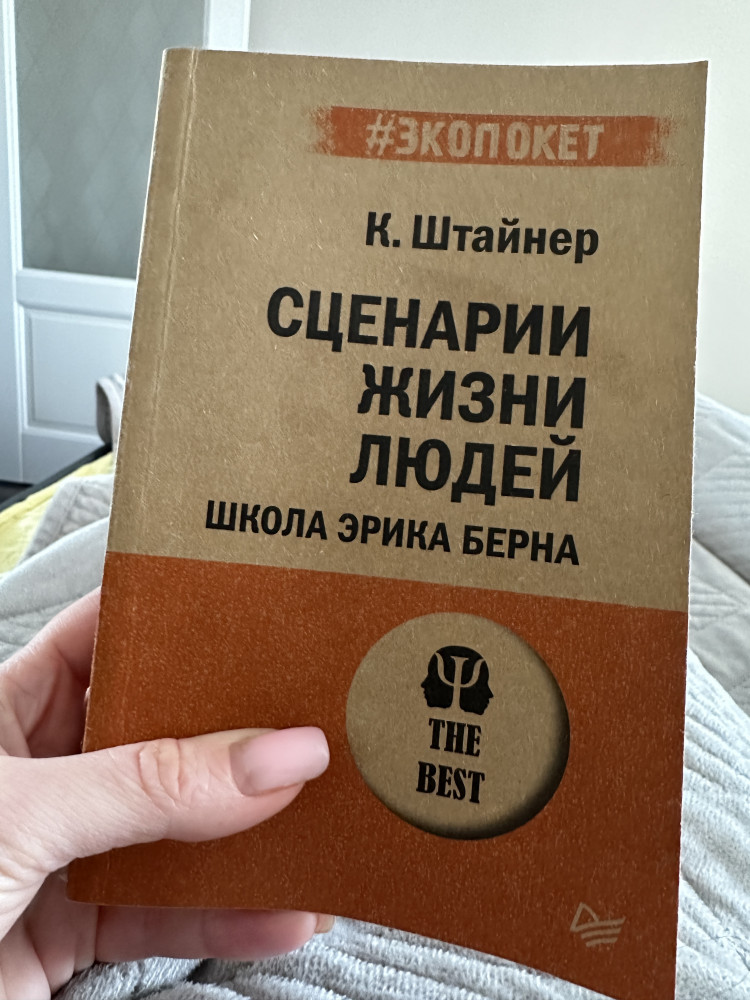 #ЭКОПОКЕТ
К. Штайнер
СЦЕНАРИИ
ЖИЗНИ
ЛЮДЕЙ
ШКОЛА ЭРИКА БЕРНА
THE
BEST